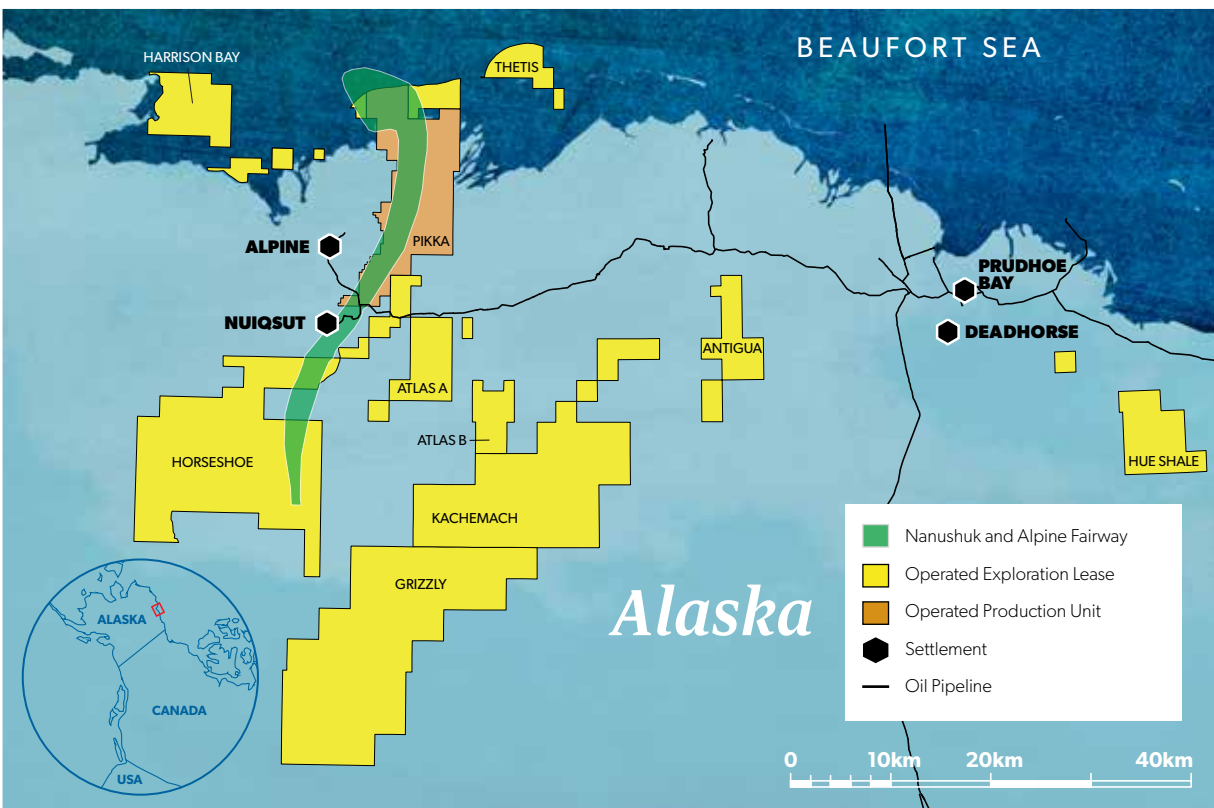 BEAUFORT SEA
HARRISON BAY
THETIS
ALPINE
PIKKA
PRUDHOE
BAY
NUIQSUT
DEADHORSE
ANTIGUA
ATLAS A
ATLAS B
HORSESHOE
HUE SHALE
KACHEMACH
GRIZZLY
Alaska
Nanushuk and Alpine Fairway
Operated Exploration Lease
Operated Production Unit
Settlement
Oil Pipeline
ALASKA
CANADA
USA
0 10km 20km 40km